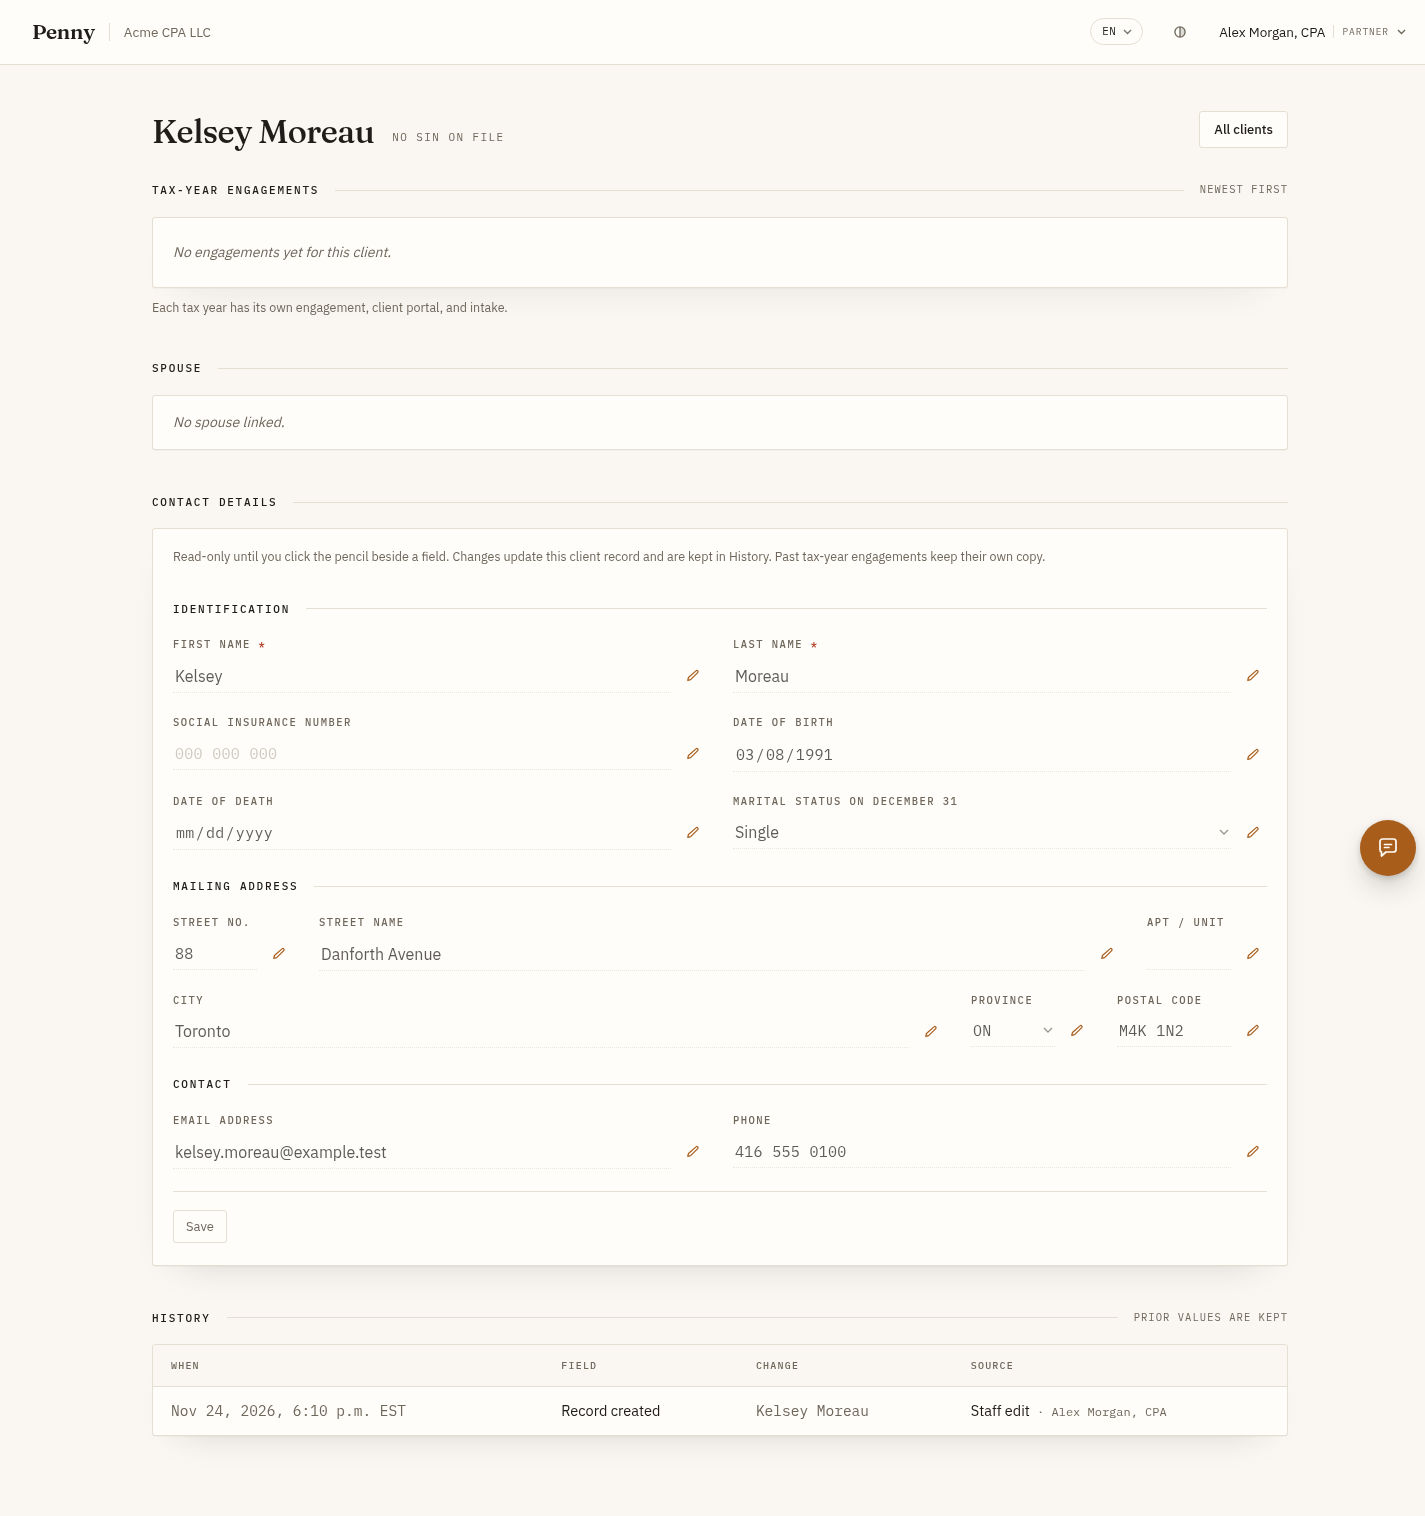 Penny
Acme CPA LLC
EN
Alex Morgan, CPA
PARTNER
Kelsey Moreau
NO SIN ON FILE
All clients
TAX-YEAR ENGAGEMENTS
NEWEST FIRST
No engagements yet for this client.
Each tax year has its own engagement, client portal, and intake.
SPOUSE
No spouse linked.
CONTACT DETAILS
Read-only until you click the pencil beside a field. Changes update this client record and are kept in History. Past tax-year engagements keep their own copy.
IDENTIFICATION
FIRST NAME *
LAST NAME *
Kelsey
Moreau
SOCIAL INSURANCE NUMBER
DATE OF BIRTH
000 000 000
03/08/1991
DATE OF DEATH
MARITAL STATUS ON DECEMBER 31
mm/dd/yyyy
Single
MAILING ADDRESS
STREET NO.
STREET NAME
APT / UNIT
88
Danforth Avenue
CITY
PROVINCE
POSTAL CODE
Toronto
ON
M4K 1N2
CONTACT
EMAIL ADDRESS
PHONE
kelsey.moreau@example.test
416 555 0100
Save
HISTORY
PRIOR VALUES ARE KEPT
WHEN
FIELD
CHANGE
SOURCE
Nov 24, 2026, 6:10 p.m. EST
Record created
Kelsey Moreau
Staff edit · Alex Morgan, CPA